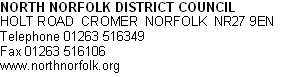 NORTH NORFOLK DISTRICT COUNCIL
HOLT ROAD  CROMER  NORFOLK  NR27 9EN
Telephone 01263 516349
Fax 01263 516106
www.northnorfolk.org